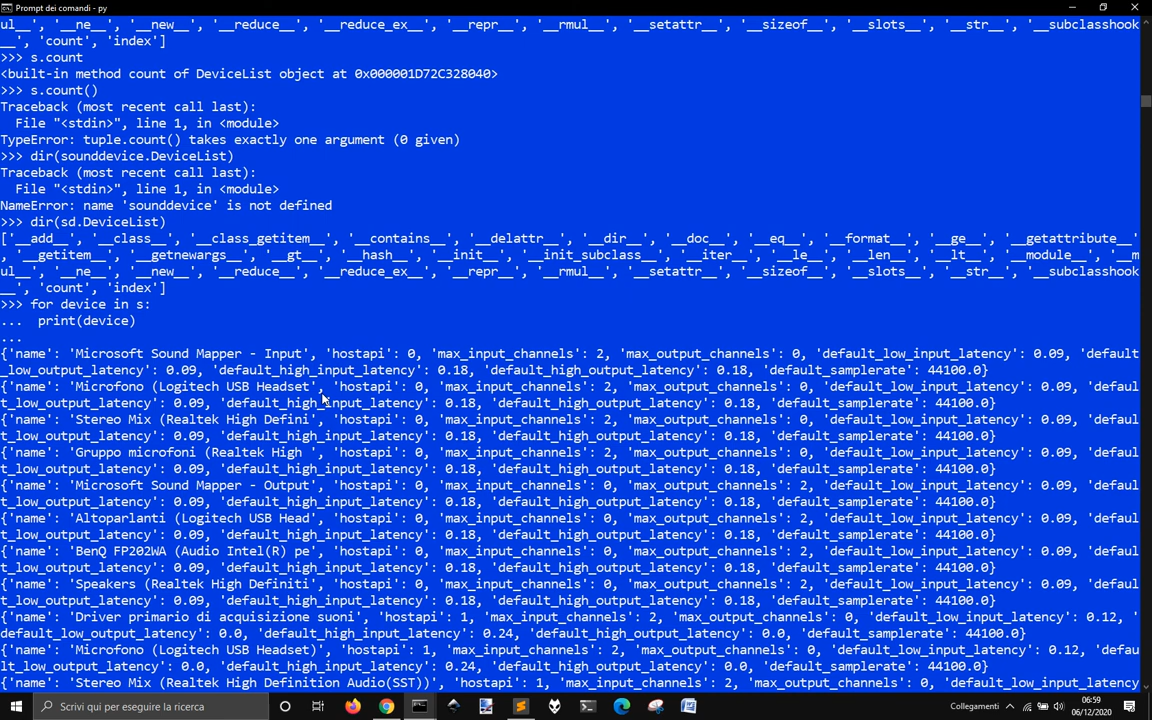 Prompt dei comandi - py
ul__', '__ne__', '__new__', '__reduce__', '__reduce_ex__', '__repr__', '__rmul__', '__setattr__', '__sizeof__', '__slots__', '__str__', '__subclasshook
__', 'count', 'index']
>>> s.count
<built-in method count of DeviceList object at 0x000001D72C328040>
>>> s.count()
Traceback (most recent call last):
  File "<stdin>", line 1, in <module>
TypeError: tuple.count() takes exactly one argument (0 given)
>>> dir(sounddevice.DeviceList)
Traceback (most recent call last):
  File "<stdin>", line 1, in <module>
NameError: name 'sounddevice' is not defined
>>> dir(sd.DeviceList)
['__add__', '__class__', '__class_getitem__', '__contains__', '__delattr__', '__dir__', '__doc__', '__eq__', '__format__', '__ge__', '__getattribute__'
, '__getitem__', '__getnewargs__', '__gt__', '__hash__', '__init__', '__init_subclass__', '__iter__', '__le__', '__len__', '__lt__', '__module__', '__m
ul__', '__ne__', '__new__', '__reduce__', '__reduce_ex__', '__repr__', '__rmul__', '__setattr__', '__sizeof__', '__slots__', '__str__', '__subclasshook
__', 'count', 'index']
>>> for device in s:
...  print(device)
...
{'name': 'Microsoft Sound Mapper - Input', 'hostapi': 0, 'max_input_channels': 2, 'max_output_channels': 0, 'default_low_input_latency': 0.09, 'default
_low_output_latency': 0.09, 'default_high_input_latency': 0.18, 'default_high_output_latency': 0.18, 'default_samplerate': 44100.0}
{'name': 'Microfono (Logitech USB Headset', 'hostapi': 0, 'max_input_channels': 2, 'max_output_channels': 0, 'default_low_input_latency': 0.09, 'defaul
t_low_output_latency': 0.09, 'default_high_input_latency': 0.18, 'default_high_output_latency': 0.18, 'default_samplerate': 44100.0}
{'name': 'Stereo Mix (Realtek High Defini', 'hostapi': 0, 'max_input_channels': 2, 'max_output_channels': 0, 'default_low_input_latency': 0.09, 'defaul
t_low_output_latency': 0.09, 'default_high_input_latency': 0.18, 'default_high_output_latency': 0.18, 'default_samplerate': 44100.0}
{'name': 'Gruppo microfoni (Realtek High ', 'hostapi': 0, 'max_input_channels': 2, 'max_output_channels': 0, 'default_low_input_latency': 0.09, 'defaul
t_low_output_latency': 0.09, 'default_high_input_latency': 0.18, 'default_high_output_latency': 0.18, 'default_samplerate': 44100.0}
{'name': 'Microsoft Sound Mapper - Output', 'hostapi': 0, 'max_input_channels': 0, 'max_output_channels': 2, 'default_low_input_latency': 0.09, 'defaul
t_low_output_latency': 0.09, 'default_high_input_latency': 0.18, 'default_high_output_latency': 0.18, 'default_samplerate': 44100.0}
{'name': 'Altoparlanti (Logitech USB Head', 'hostapi': 0, 'max_input_channels': 0, 'max_output_channels': 2, 'default_low_input_latency': 0.09, 'defaul
t_low_output_latency': 0.09, 'default_high_input_latency': 0.18, 'default_high_output_latency': 0.18, 'default_samplerate': 44100.0}
{'name': 'BenQ FP202WA (Audio Intel(R) pe', 'hostapi': 0, 'max_input_channels': 0, 'max_output_channels': 2, 'default_low_input_latency': 0.09, 'defaul
t_low_output_latency': 0.09, 'default_high_input_latency': 0.18, 'default_high_output_latency': 0.18, 'default_samplerate': 44100.0}
{'name': 'Speakers (Realtek High Definiti', 'hostapi': 0, 'max_input_channels': 0, 'max_output_channels': 2, 'default_low_input_latency': 0.09, 'defaul
t_low_output_latency': 0.09, 'default_high_input_latency': 0.18, 'default_high_output_latency': 0.18, 'default_samplerate': 44100.0}
{'name': 'Driver primario di acquisizione suoni', 'hostapi': 1, 'max_input_channels': 2, 'max_output_channels': 0, 'default_low_input_latency': 0.12, '
default_low_output_latency': 0.0, 'default_high_input_latency': 0.24, 'default_high_output_latency': 0.0, 'default_samplerate': 44100.0}
{'name': 'Microfono (Logitech USB Headset)', 'hostapi': 1, 'max_input_channels': 2, 'max_output_channels': 0, 'default_low_input_latency': 0.12, 'defau
lt_low_output_latency': 0.0, 'default_high_input_latency': 0.24, 'default_high_output_latency': 0.0, 'default_samplerate': 44100.0}
{'name': 'Stereo Mix (Realtek High Definition Audio(SST))', 'hostapi': 1, 'max_input_channels': 2, 'max_output_channels': 0, 'default_low_input_latency
Scrivi qui per eseguire la ricerca
Collegamenti
06:59
06/12/2020